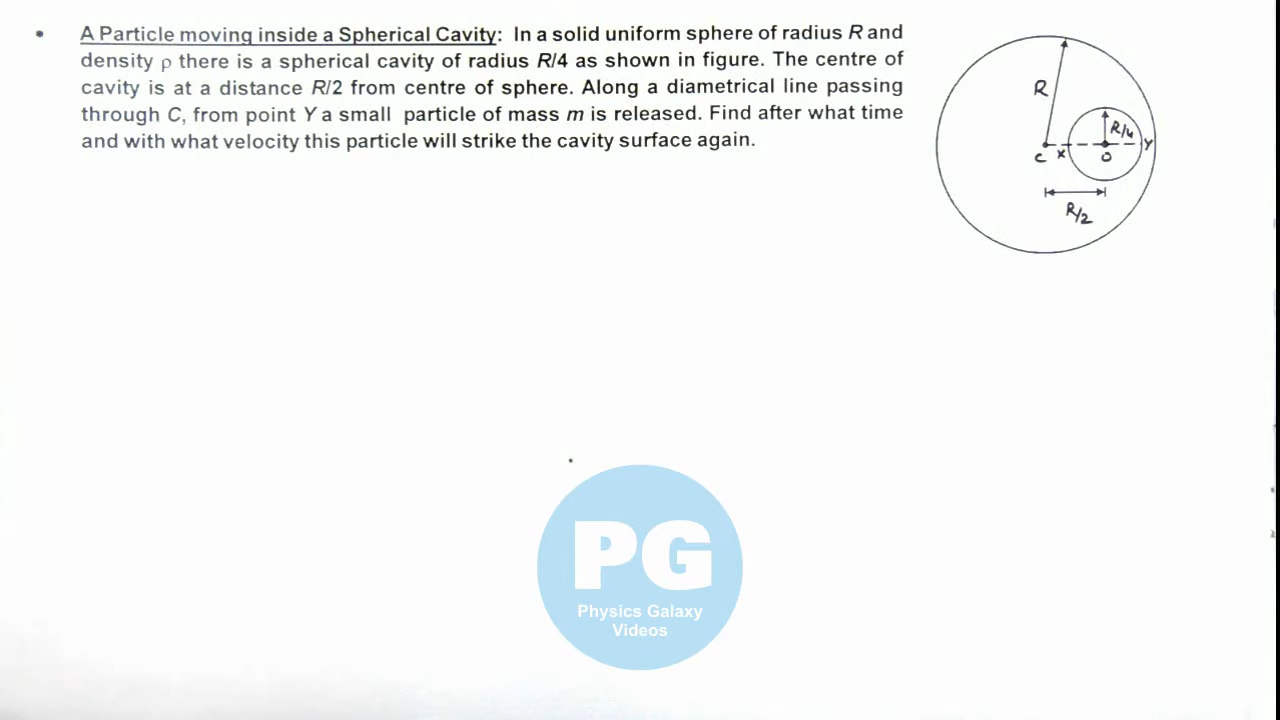 • A Particle moving inside a Spherical Cavity: In a solid uniform sphere of radius R and
density ρ there is a spherical cavity of radius R/4 as shown in figure. The centre of
cavity is at a distance R/2 from centre of sphere. Along a diametrical line passing
through C, from point Y a small particle of mass m is released. Find after what time
and with what velocity this particle will strike the cavity surface again.
R
R/4
C X O Y
R/2
PG
Physics Galaxy
Videos